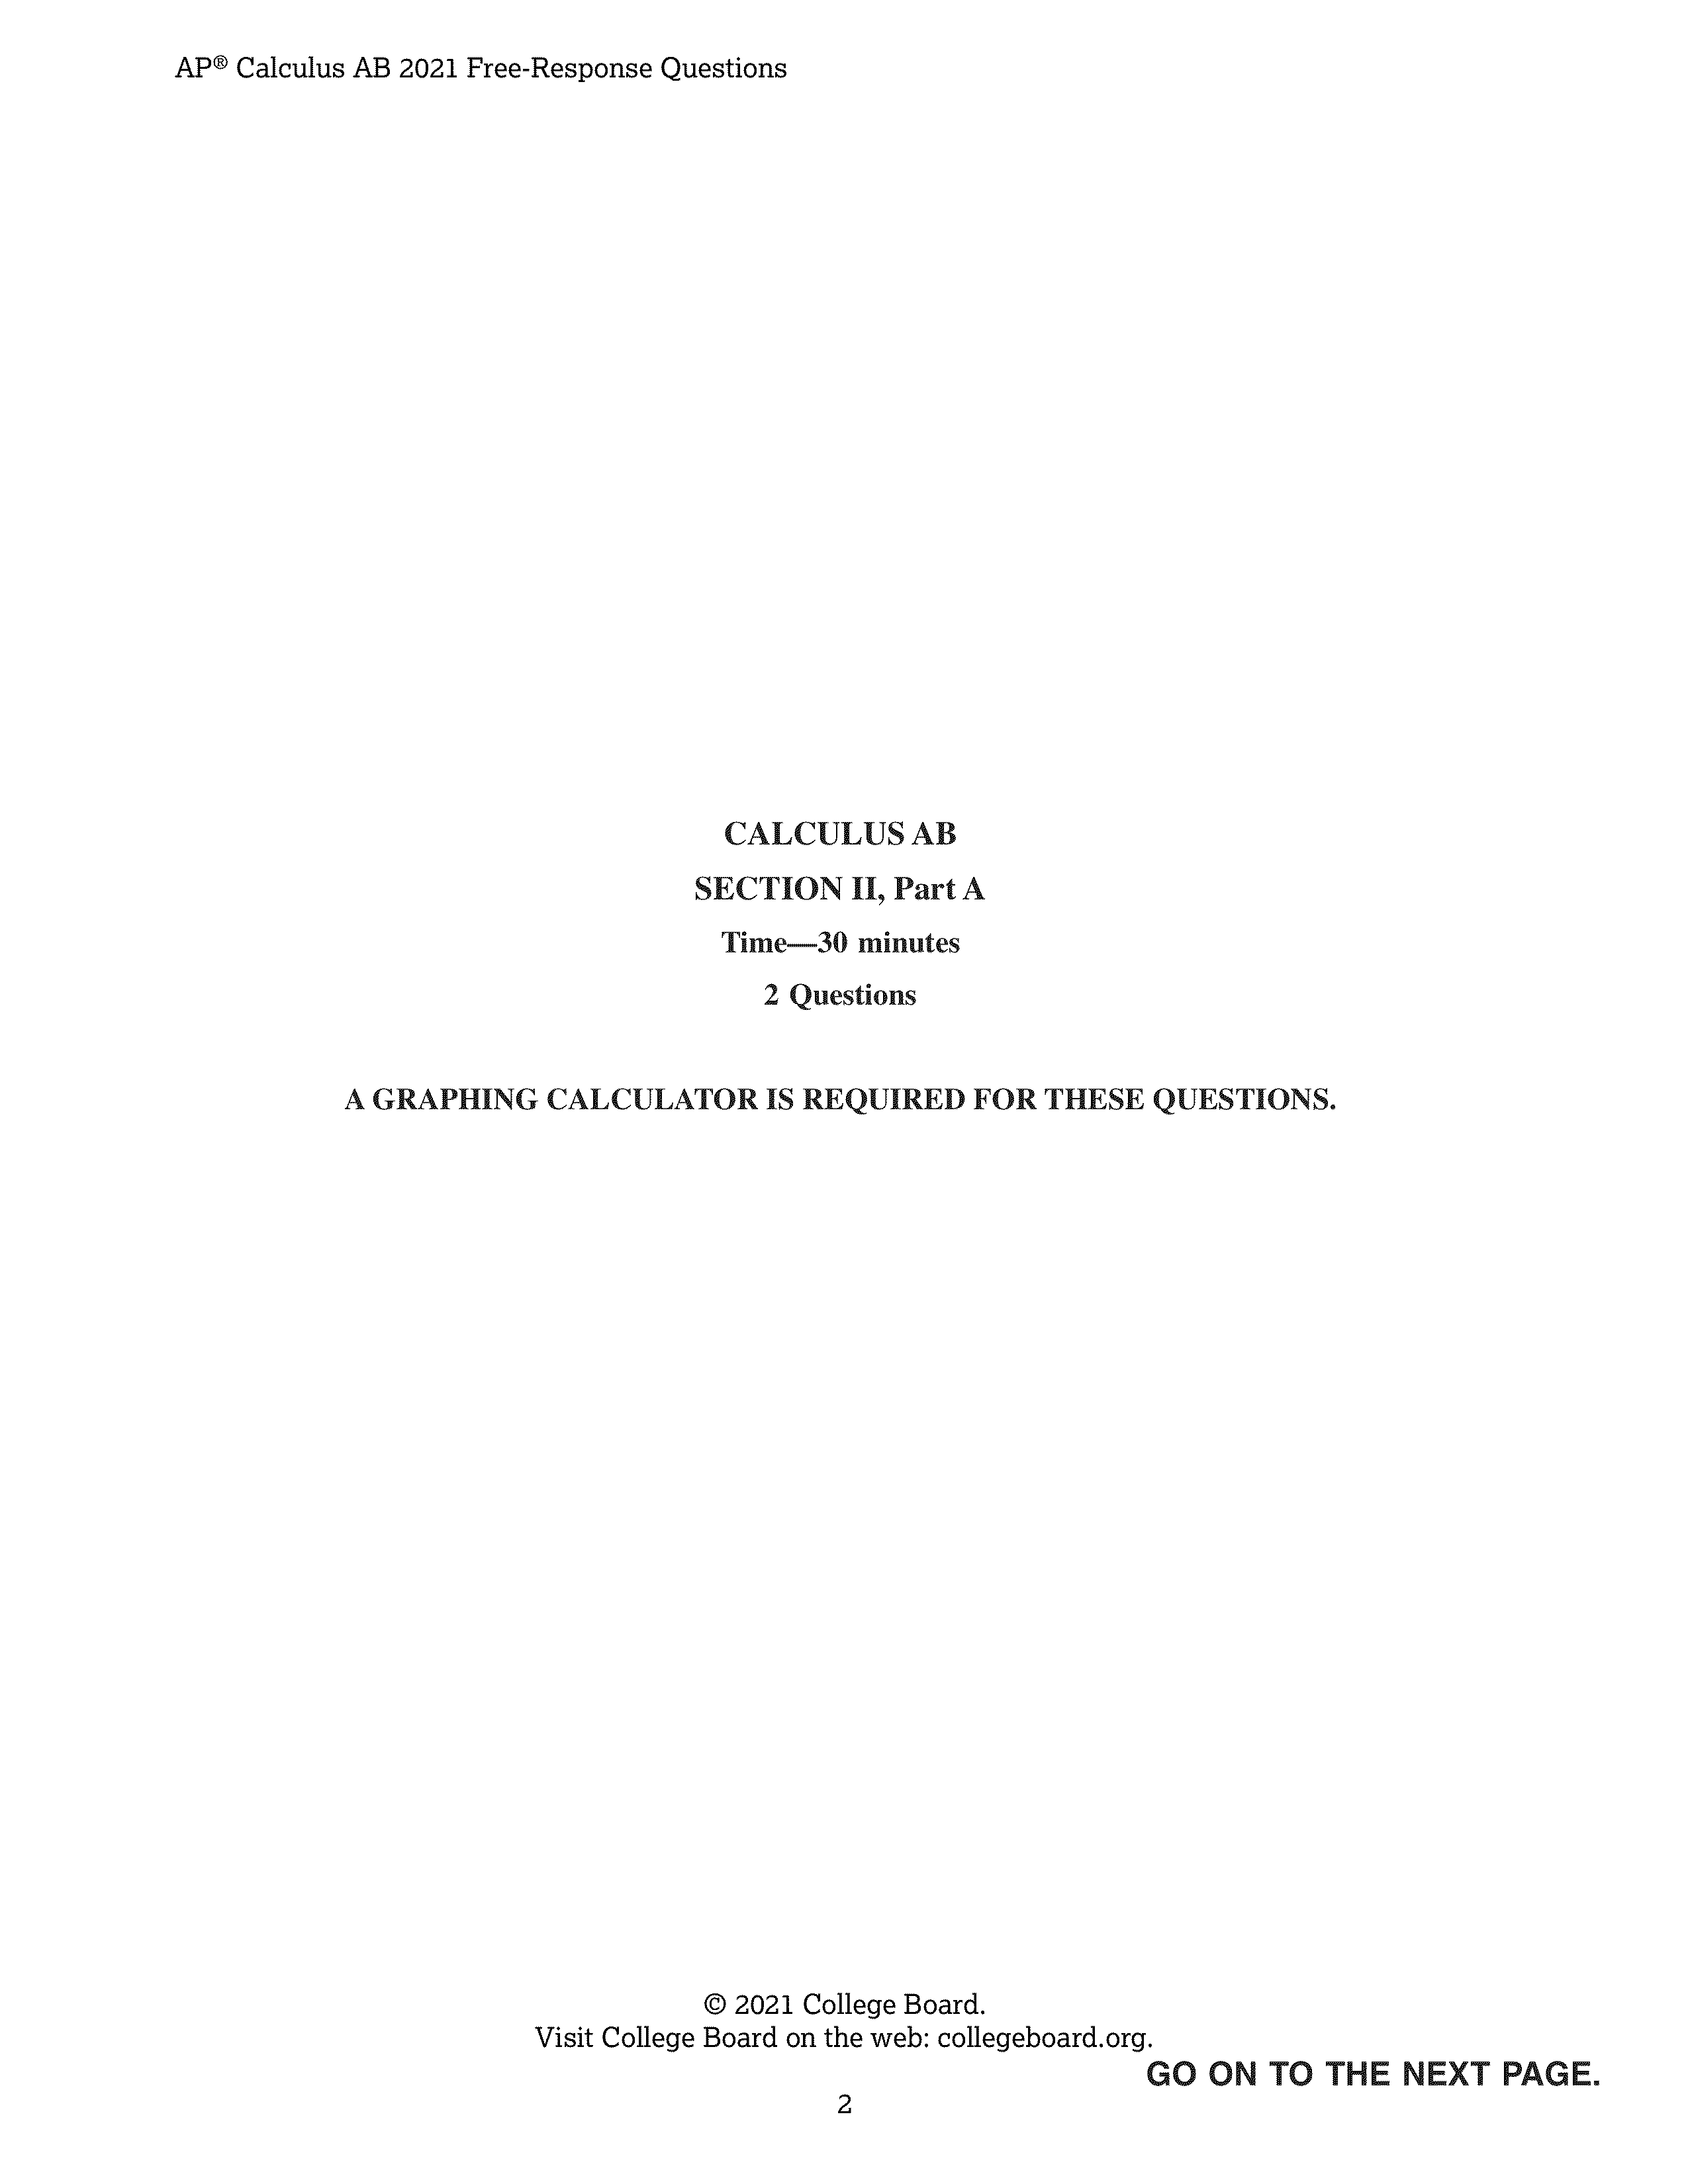 AP® Calculus AB 2021 Free-Response Questions
CALCULUS AB
SECTION II, Part A
Time—30 minutes
2 Questions
A GRAPHING CALCULATOR IS REQUIRED FOR THESE QUESTIONS.
© 2021 College Board.
Visit College Board on the web: collegeboard.org.
GO ON TO THE NEXT PAGE.
2